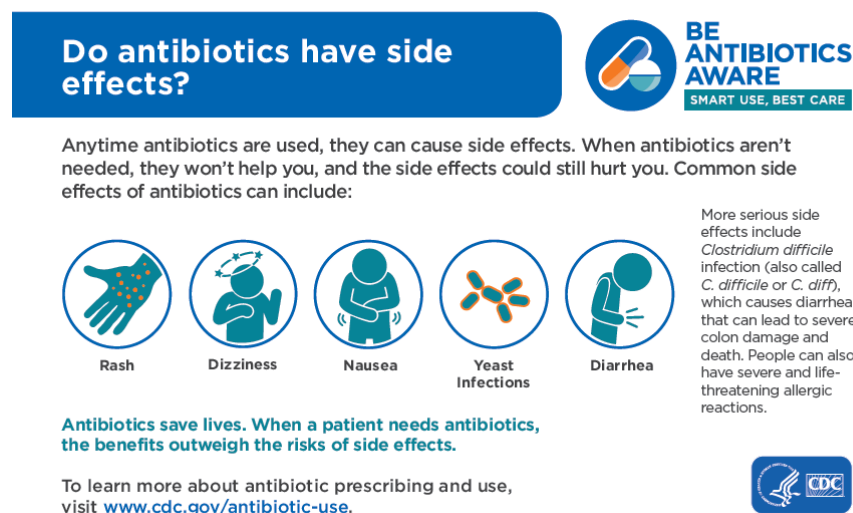 Do antibiotics have side
effects?
BE
ANTIBIOTICS
AWARE
SMART USE, BEST CARE
Anytime antibiotics are used, they can cause side effects. When antibiotics aren't
needed, they won't help you, and the side effects could still hurt you. Common side
effects of antibiotics can include:
Rash
Dizziness
Nausea
Yeast
Infections
Diarrhea
More serious side
effects include
Clostridium difficile
infection (also called
C. difficile or C. diff),
which causes diarrhea
that can lead to severe
colon damage and
death. People can also
have severe and life-
threatening allergic
reactions.
Antibiotics save lives. When a patient needs antibiotics,
the benefits outweigh the risks of side effects.
To learn more about antibiotic prescribing and use,
visit www.cdc.gov/antibiotic-use.
CDC